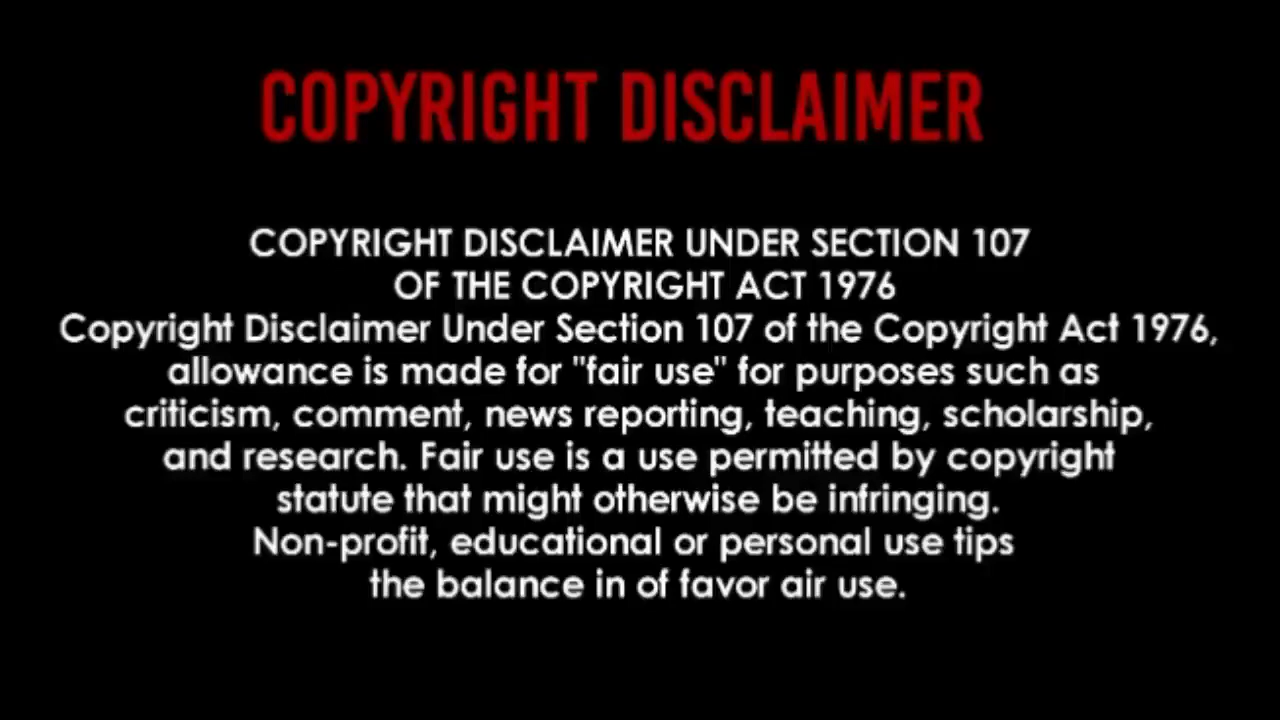 COPYRIGHT DISCLAIMER
COPYRIGHT DISCLAIMER UNDER SECTION 107
OF THE COPYRIGHT ACT 1976
Copyright Disclaimer Under Section 107 of the Copyright Act 1976,
allowance is made for "fair use" for purposes such as
criticism, comment, news reporting, teaching, scholarship,
and research. Fair use is a use permitted by copyright
statute that might otherwise be infringing.
Non-profit, educational or personal use tips
the balance in of favor air use.